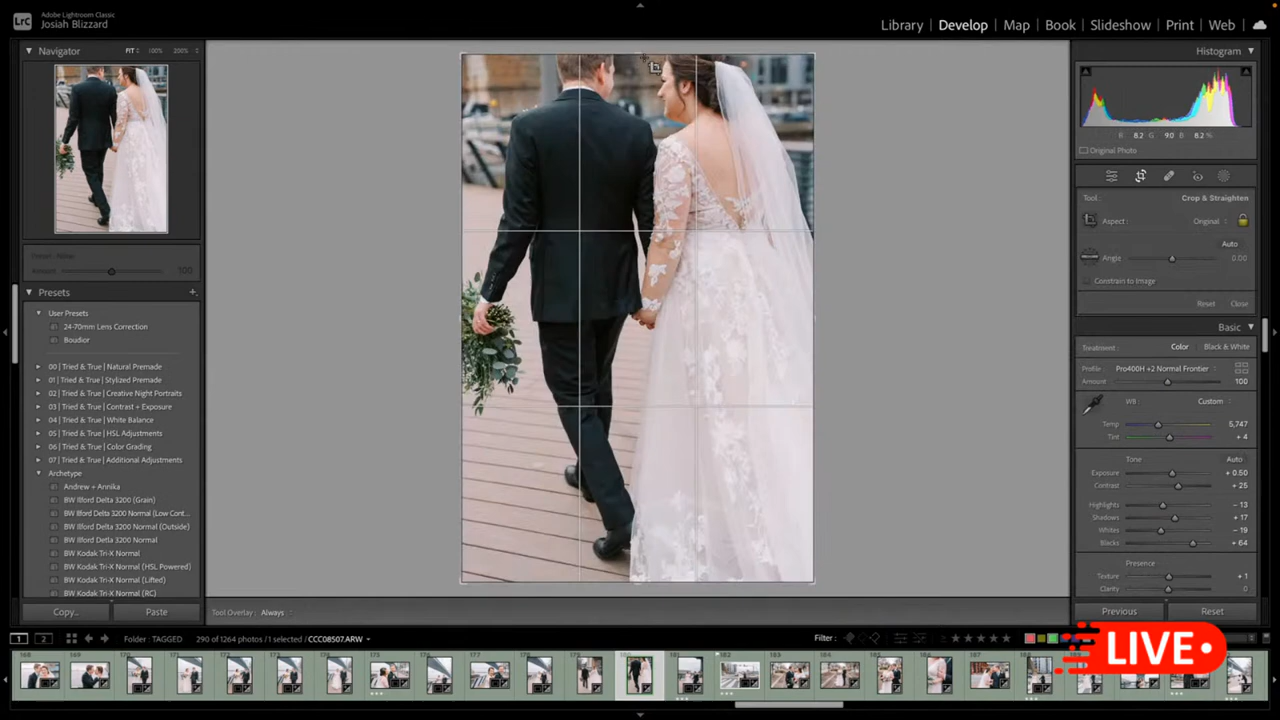 LrC
Adobe Lightroom Classic
Josiah Blizzard
Library
Develop
Map
Book
Slideshow
Print
Web
Navigator
FIT
100%
200%
Histogram
R 8.2 G 9.0 B 8.2 %
Original Photo
Tool: Crop & Straighten
Aspect: Original
Auto
Angle 0.00
Constrain to Image
Reset Close
Amount 100
Presets
User Presets
24-70mm Lens Correction
Boudior
00 | Tried & True | Natural Premade
01 | Tried & True | Stylized Premade
02 | Tried & True | Creative Night Portraits
03 | Tried & True | Contrast + Exposure
04 | Tried & True | White Balance
05 | Tried & True | HSL Adjustments
06 | Tried & True | Color Grading
07 | Tried & True | Additional Adjustments
Archetype
Andrew + Annika
BW Ilford Delta 3200 (Grain)
BW Ilford Delta 3200 Normal (Low Cont...
BW Ilford Delta 3200 Normal (Outside)
BW Ilford Delta 3200 Normal
BW Kodak Tri-X Normal
BW Kodak Tri-X Normal (HSL Powered)
BW Kodak Tri-X Normal (Lifted)
BW Kodak Tri-X Normal (RC)
Copy...
Paste
Basic
Treatment: Color Black & White
Profile: Pro400H +2 Normal Frontier
Amount 100
WB: Custom
Temp 5,747
Tint + 4
Tone Auto
Exposure + 0.50
Contrast + 25
Highlights − 13
Shadows + 17
Whites − 19
Blacks + 64
Presence
Texture + 1
Clarity 0
Previous
Reset
Tool Overlay: Always
1
2
Folder: TAGGED
290 of 1264 photos / 1 selected / CCC08507.ARW
Filter:
LIVE